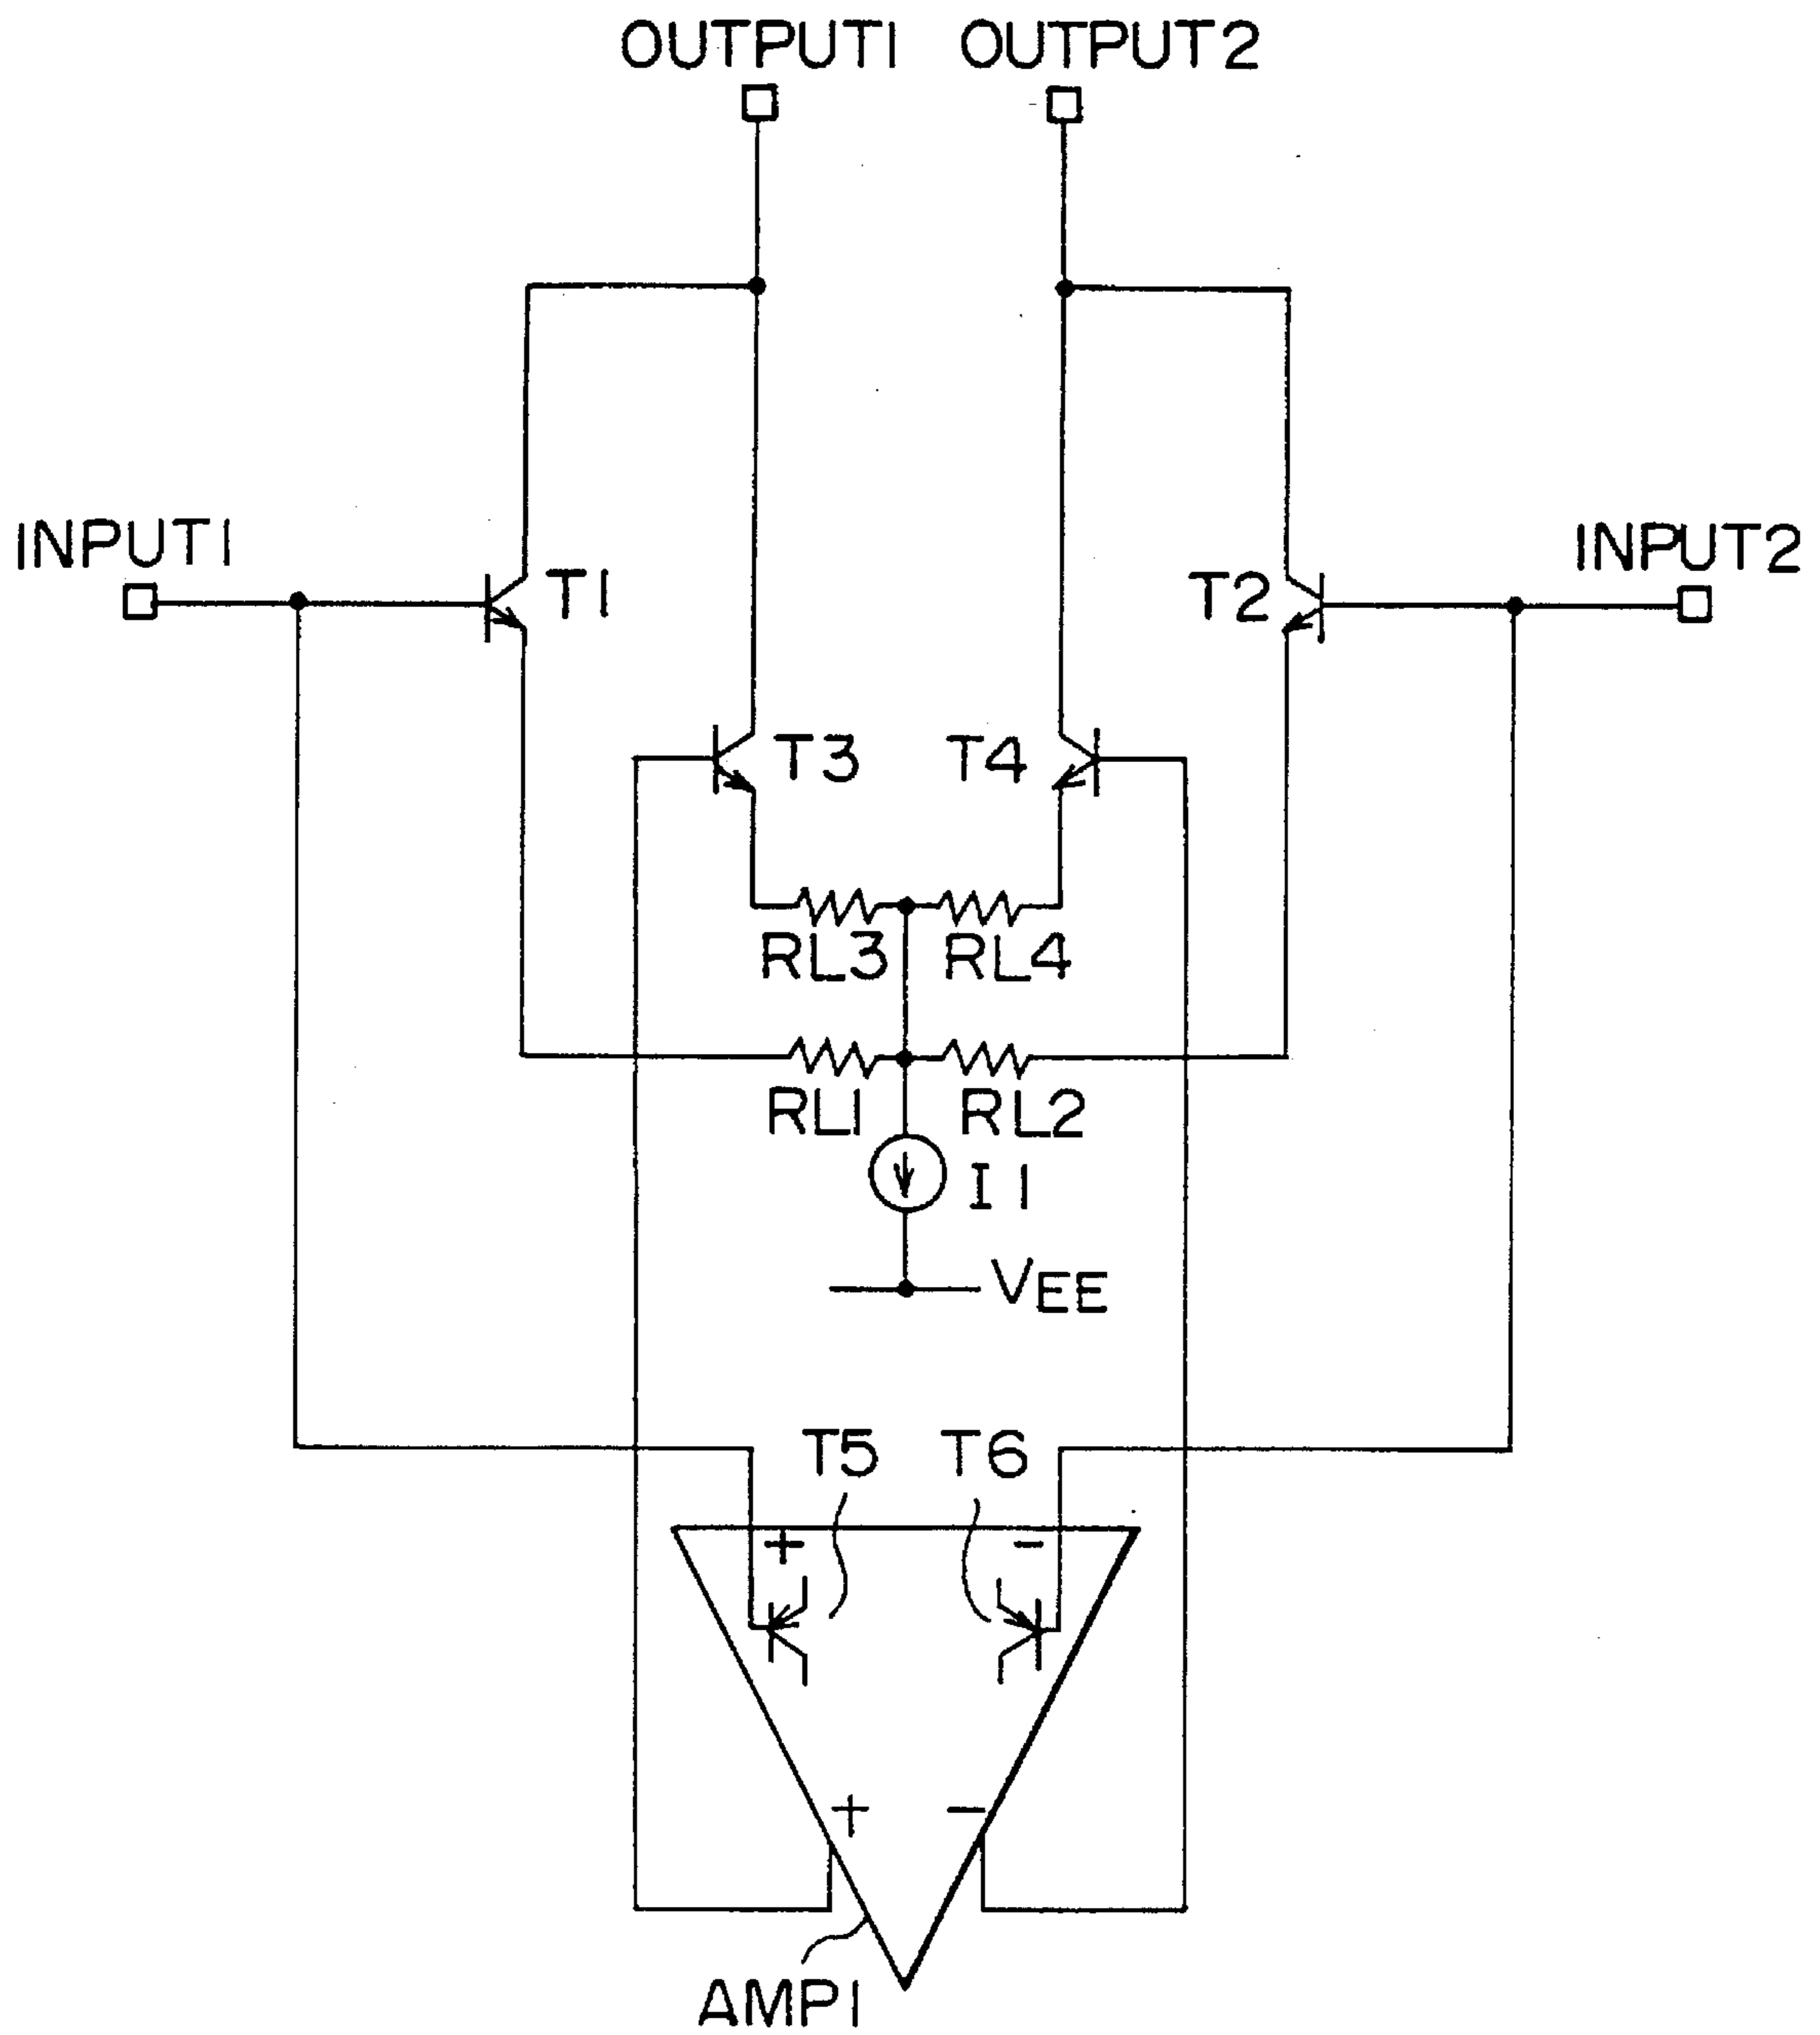 OUTPUT1 OUTPUT2
INPUT1 T1 T2 INPUT2
T3 T4
RL3 RL4
RL1 RL2
I1
VEE
T5 T6
+ -
+ -
AMP1